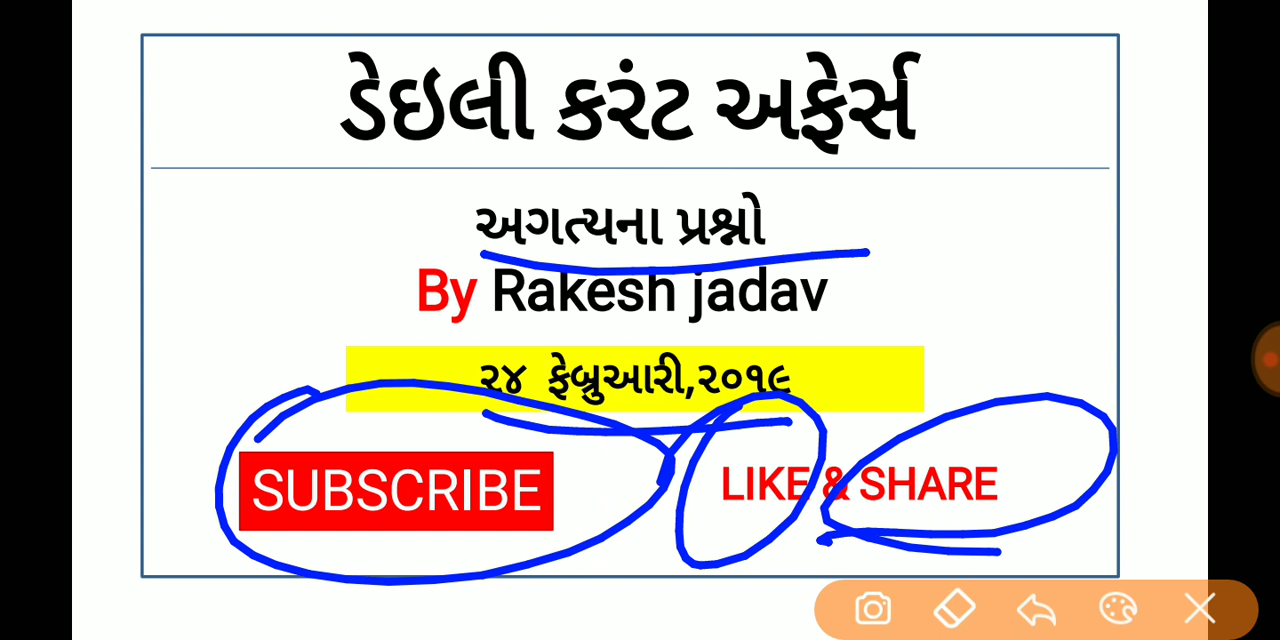 ડેઇલી કરંટ અફેર્સ
અગત્યના પ્રશ્નો
By Rakesh jadav
૨૪ ફેબ્રુઆરી,૨૦૧૯
SUBSCRIBE
LIKE & SHARE